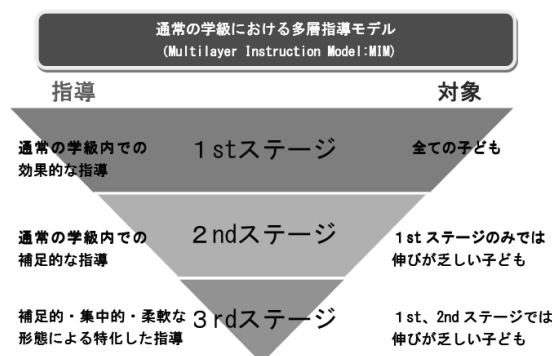 通常の学級における多層指導モデル
(Multilayer Instruction Model:MIM)
指導
対象
通常の学級内での
効果的な指導
1stステージ
全ての子ども
通常の学級内での
補足的な指導
2ndステージ
1st ステージのみでは
伸びが乏しい子ども
補足的・集中的・柔軟な
形態による特化した指導
3rdステージ
1st、2nd ステージでは
伸びが乏しい子ども